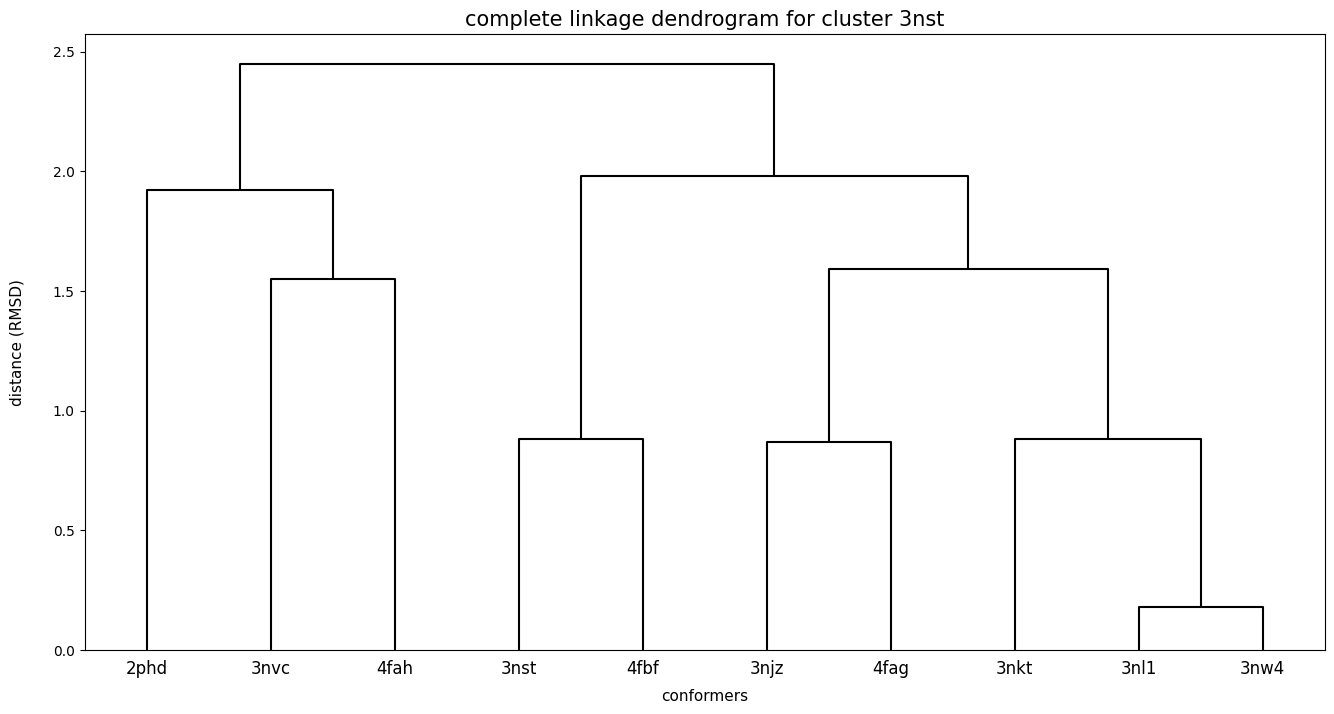 complete linkage dendrogram for cluster 3nst
2.5
2.0
1.5
1.0
0.5
0.0
distance (RMSD)
2phd 3nvc 4fah 3nst 4fbf 3njz 4fag 3nkt 3nl1 3nw4
conformers